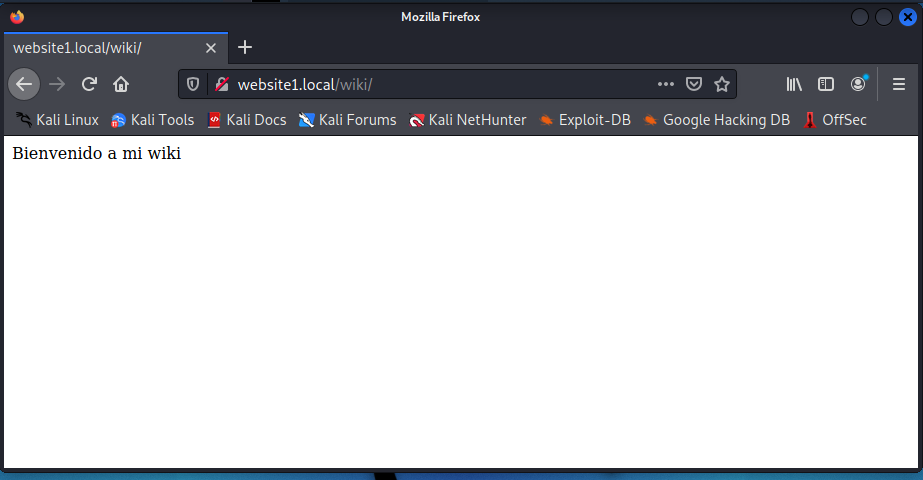 Mozilla Firefox
website1.local/wiki/
website1.local/wiki/
Kali Linux Kali Tools Kali Docs Kali Forums Kali NetHunter Exploit-DB Google Hacking DB OffSec
Bienvenido a mi wiki